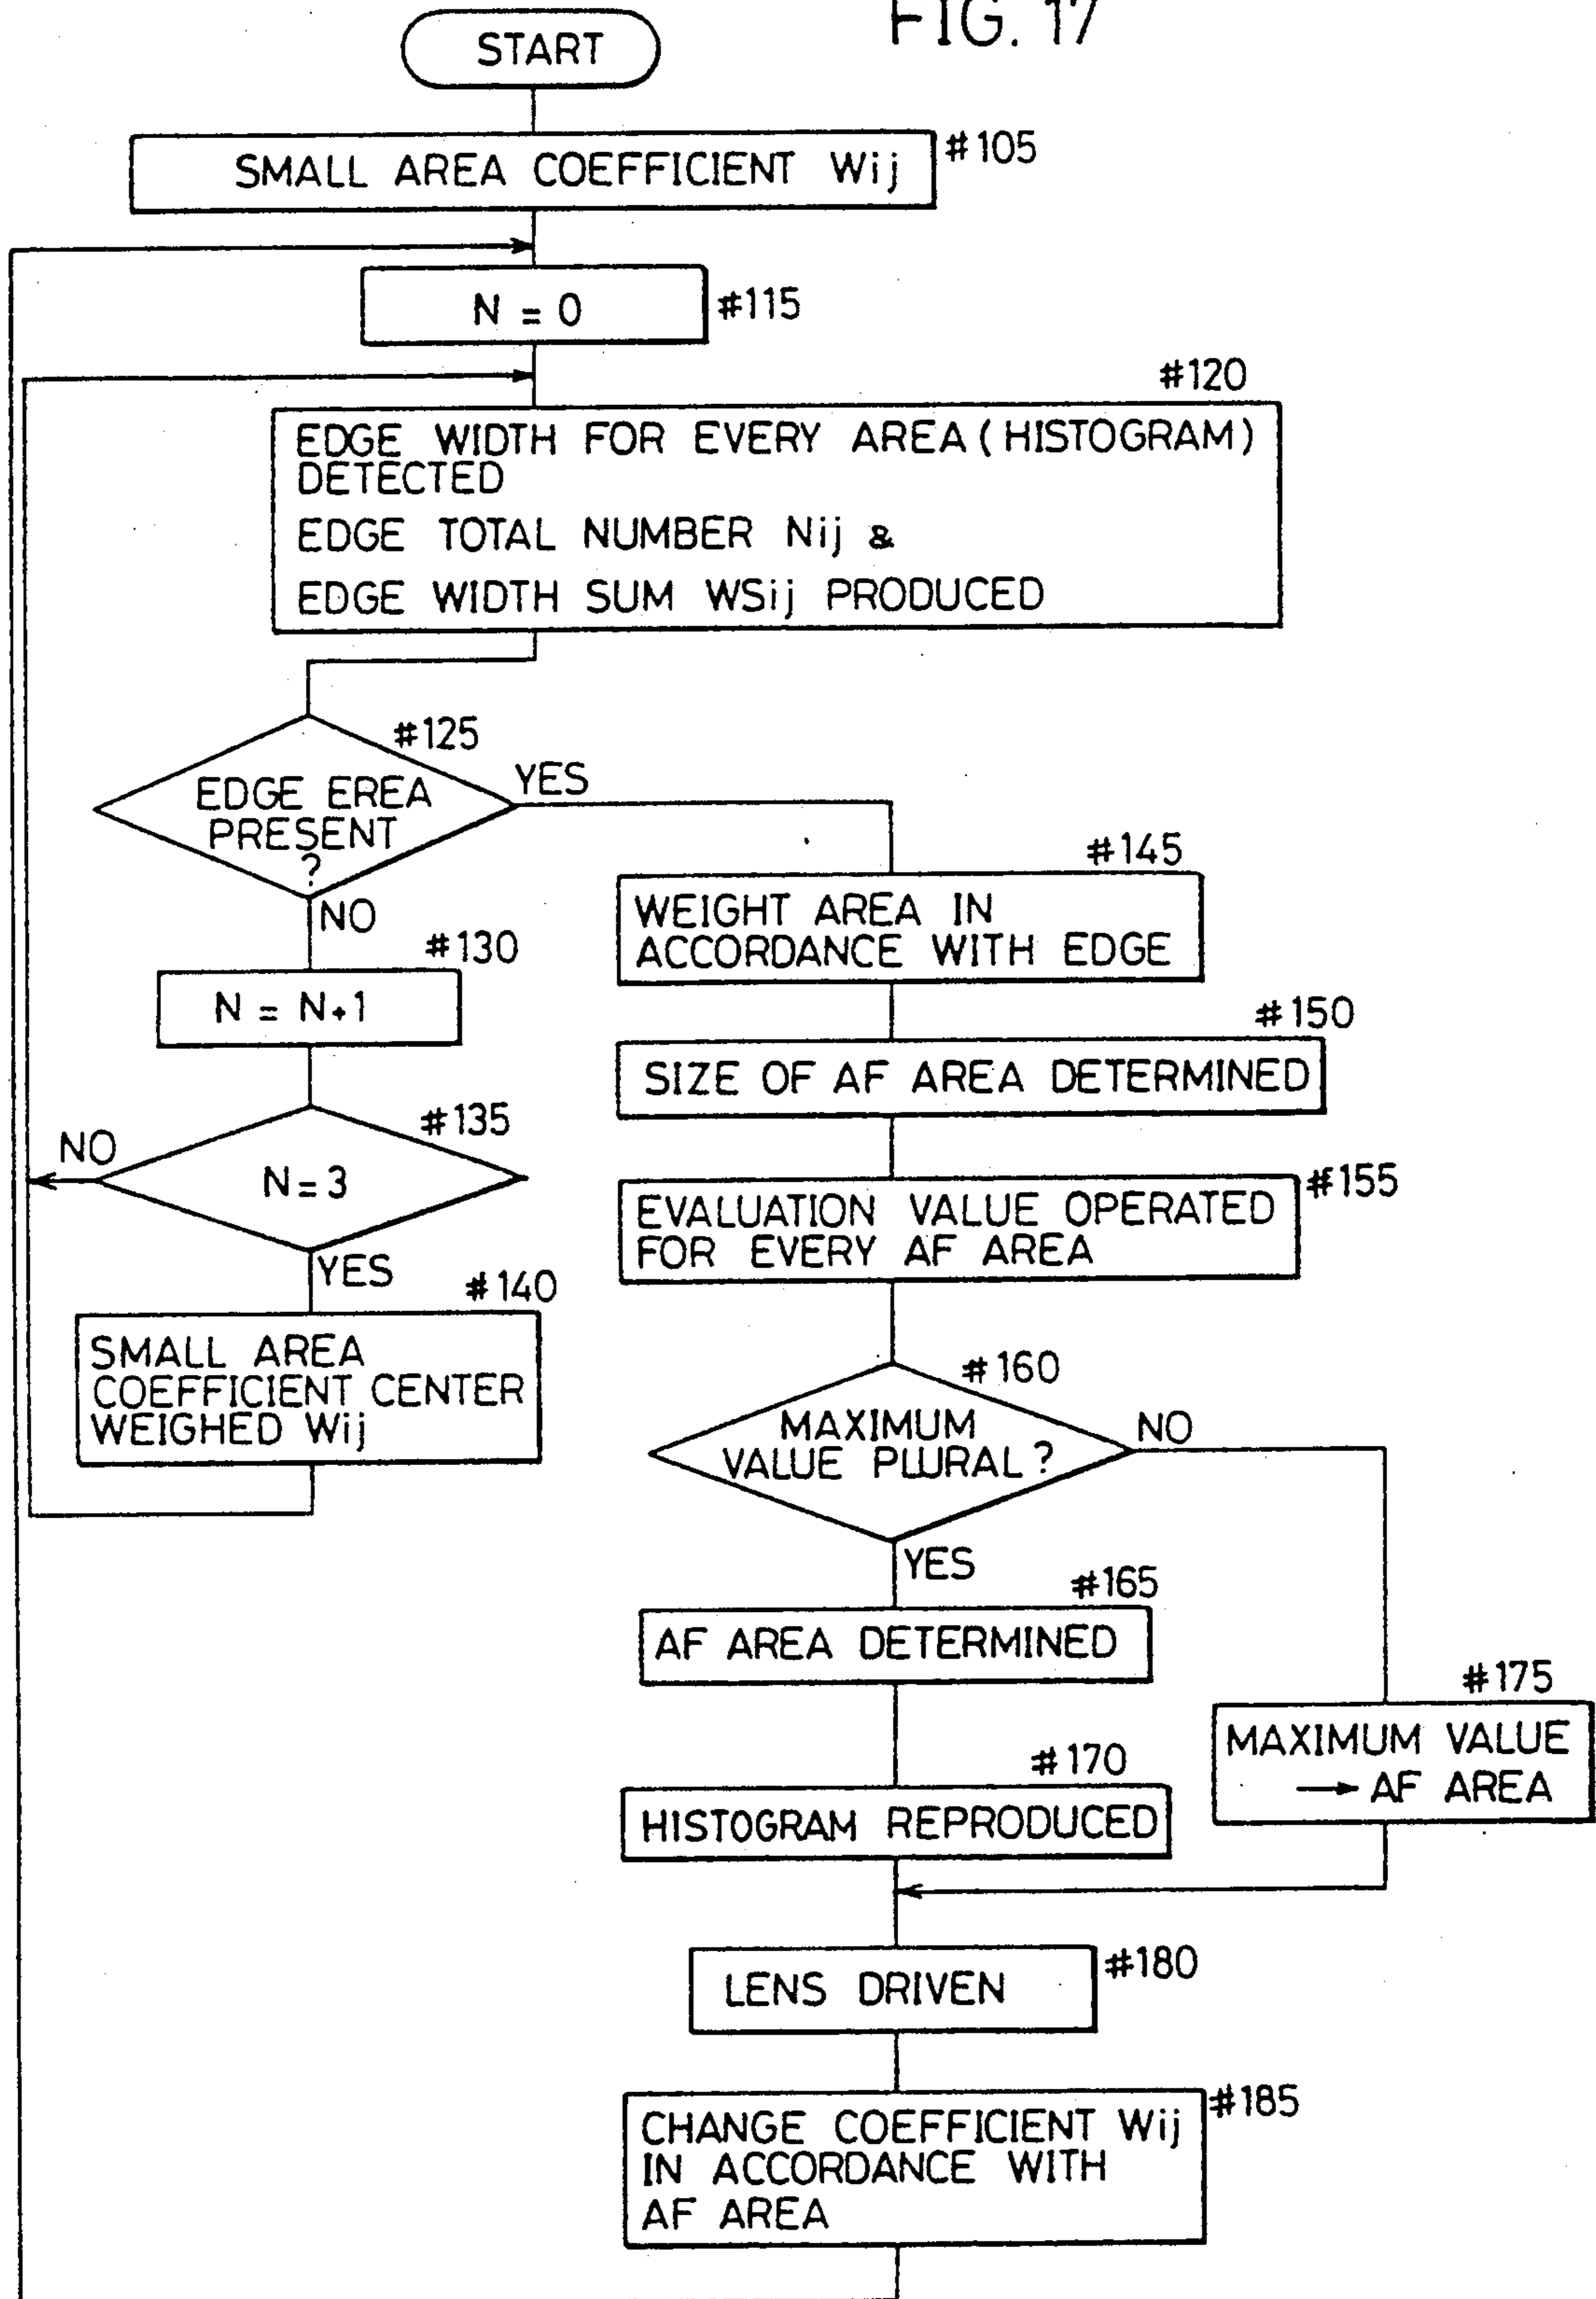 FIG. 17
START
#105
SMALL AREA COEFFICIENT Wij
N = 0
#115
#120
EDGE WIDTH FOR EVERY AREA (HISTOGRAM)
DETECTED
EDGE TOTAL NUMBER Nij &
EDGE WIDTH SUM WSij PRODUCED
#125
EDGE EREA
PRESENT
?
YES
NO
#130
N = N+1
#135
N=3
NO
YES
#140
SMALL AREA
COEFFICIENT CENTER
WEIGHED Wij
#145
WEIGHT AREA IN
ACCORDANCE WITH EDGE
#150
SIZE OF AF AREA DETERMINED
#155
EVALUATION VALUE OPERATED
FOR EVERY AF AREA
#160
MAXIMUM
VALUE PLURAL?
NO
YES
#165
AF AREA DETERMINED
#170
HISTOGRAM REPRODUCED
#175
MAXIMUM VALUE
→ AF AREA
#180
LENS DRIVEN
#185
CHANGE COEFFICIENT Wij
IN ACCORDANCE WITH
AF AREA